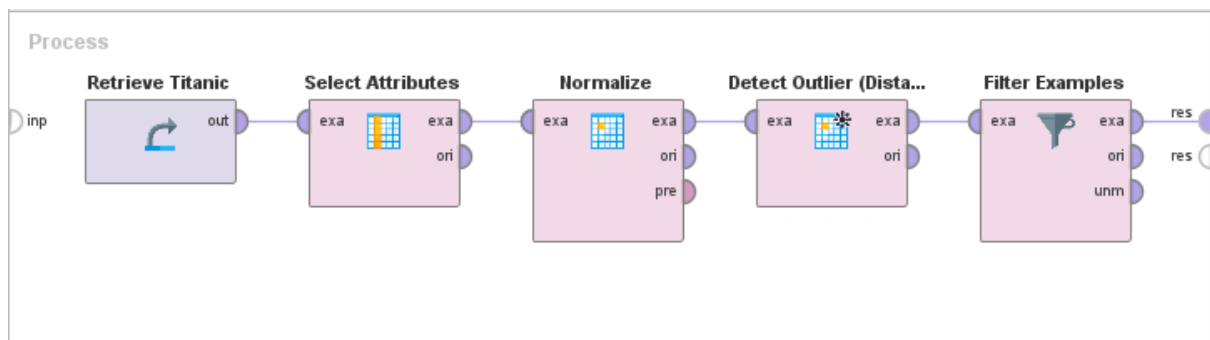 Process
Retrieve Titanic
Select Attributes
Normalize
Detect Outlier (Dista...
Filter Examples
inp
out
exa
exa
ori
exa
exa
ori
pre
exa
exa
ori
exa
exa
ori
unm
res
res